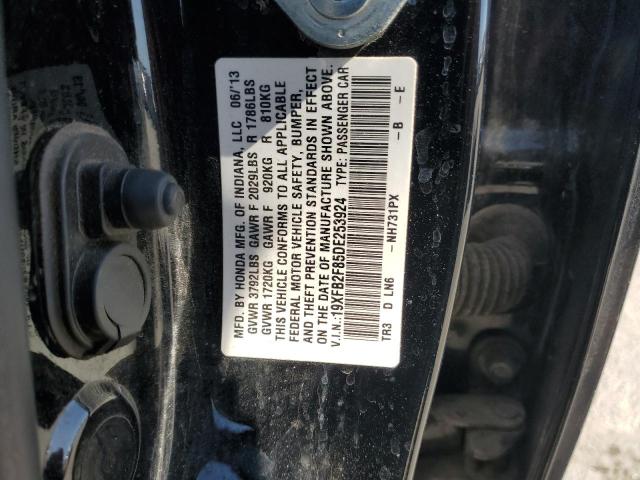 MFD. BY HONDA MFG. OF INDIANA, LLC 06/'13
GVWR 3792LBS GAWR F 2029LBS R 1786LBS
GVWR 1720KG GAWR F 920KG R 810KG
THIS VEHICLE CONFORMS TO ALL APPLICABLE
FEDERAL MOTOR VEHICLE SAFETY, BUMPER,
AND THEFT PREVENTION STANDARDS IN EFFECT
ON THE DATE OF MANUFACTURE SHOWN ABOVE.
V.I.N.:19XFB2F85DE253924 TYPE: PASSENGER CAR
-NH731PX -B -E
TR3 D LN6